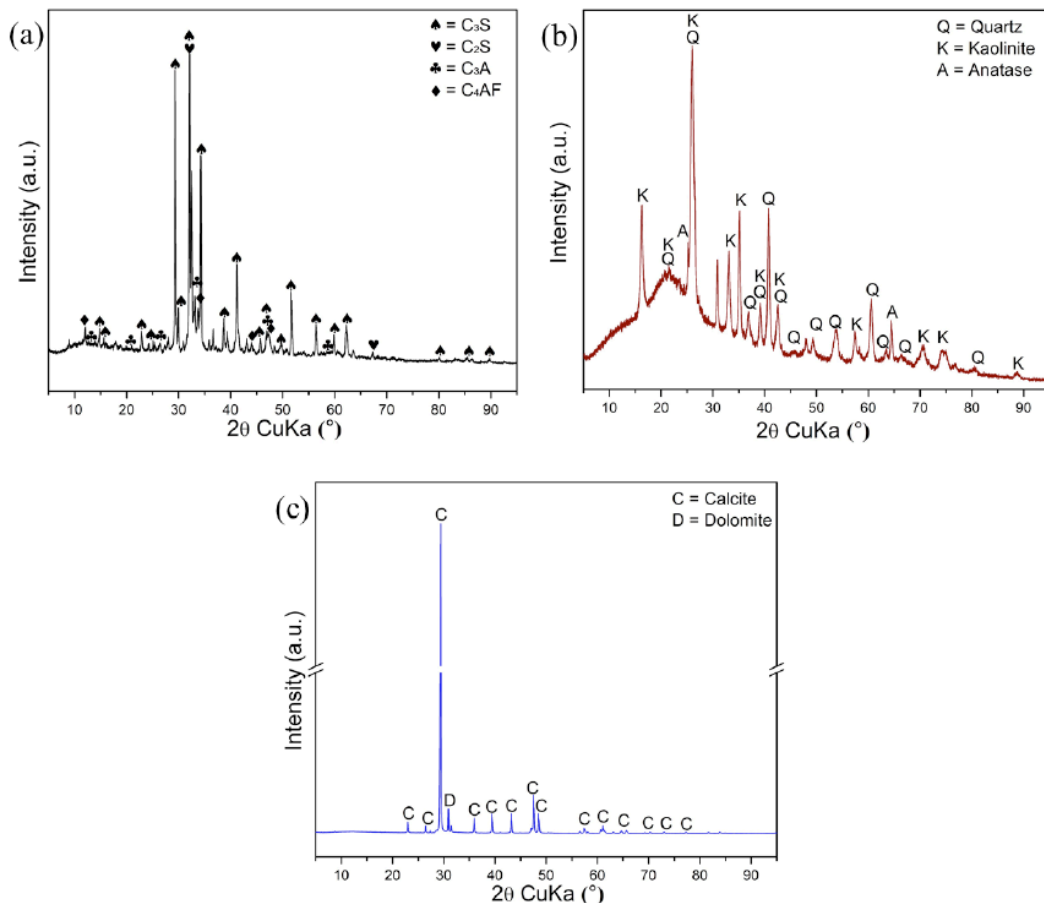 (a)
♠ = C₃S
♥ = C₂S
♣ = C₃A
♦ = C₄AF
Intensity (a.u.)
10 20 30 40 50 60 70 80 90
2θ CuKa (°)
(b)
Q = Quartz
K = Kaolinite
A = Anatase
K
Q
K
K
Q
A
K
K
Q
Q
K
Q
K
Q
Q
Q
Q
K
Q
Q
A
Q
K
K
Q
K
Intensity (a.u.)
10 20 30 40 50 60 70 80 90
2θ CuKa (°)
(c)
C = Calcite
D = Dolomite
C
C
C
D
C
C
C
C
C
C
C
C
C
C
C
Intensity (a.u.)
10 20 30 40 50 60 70 80 90
2θ CuKa (°)